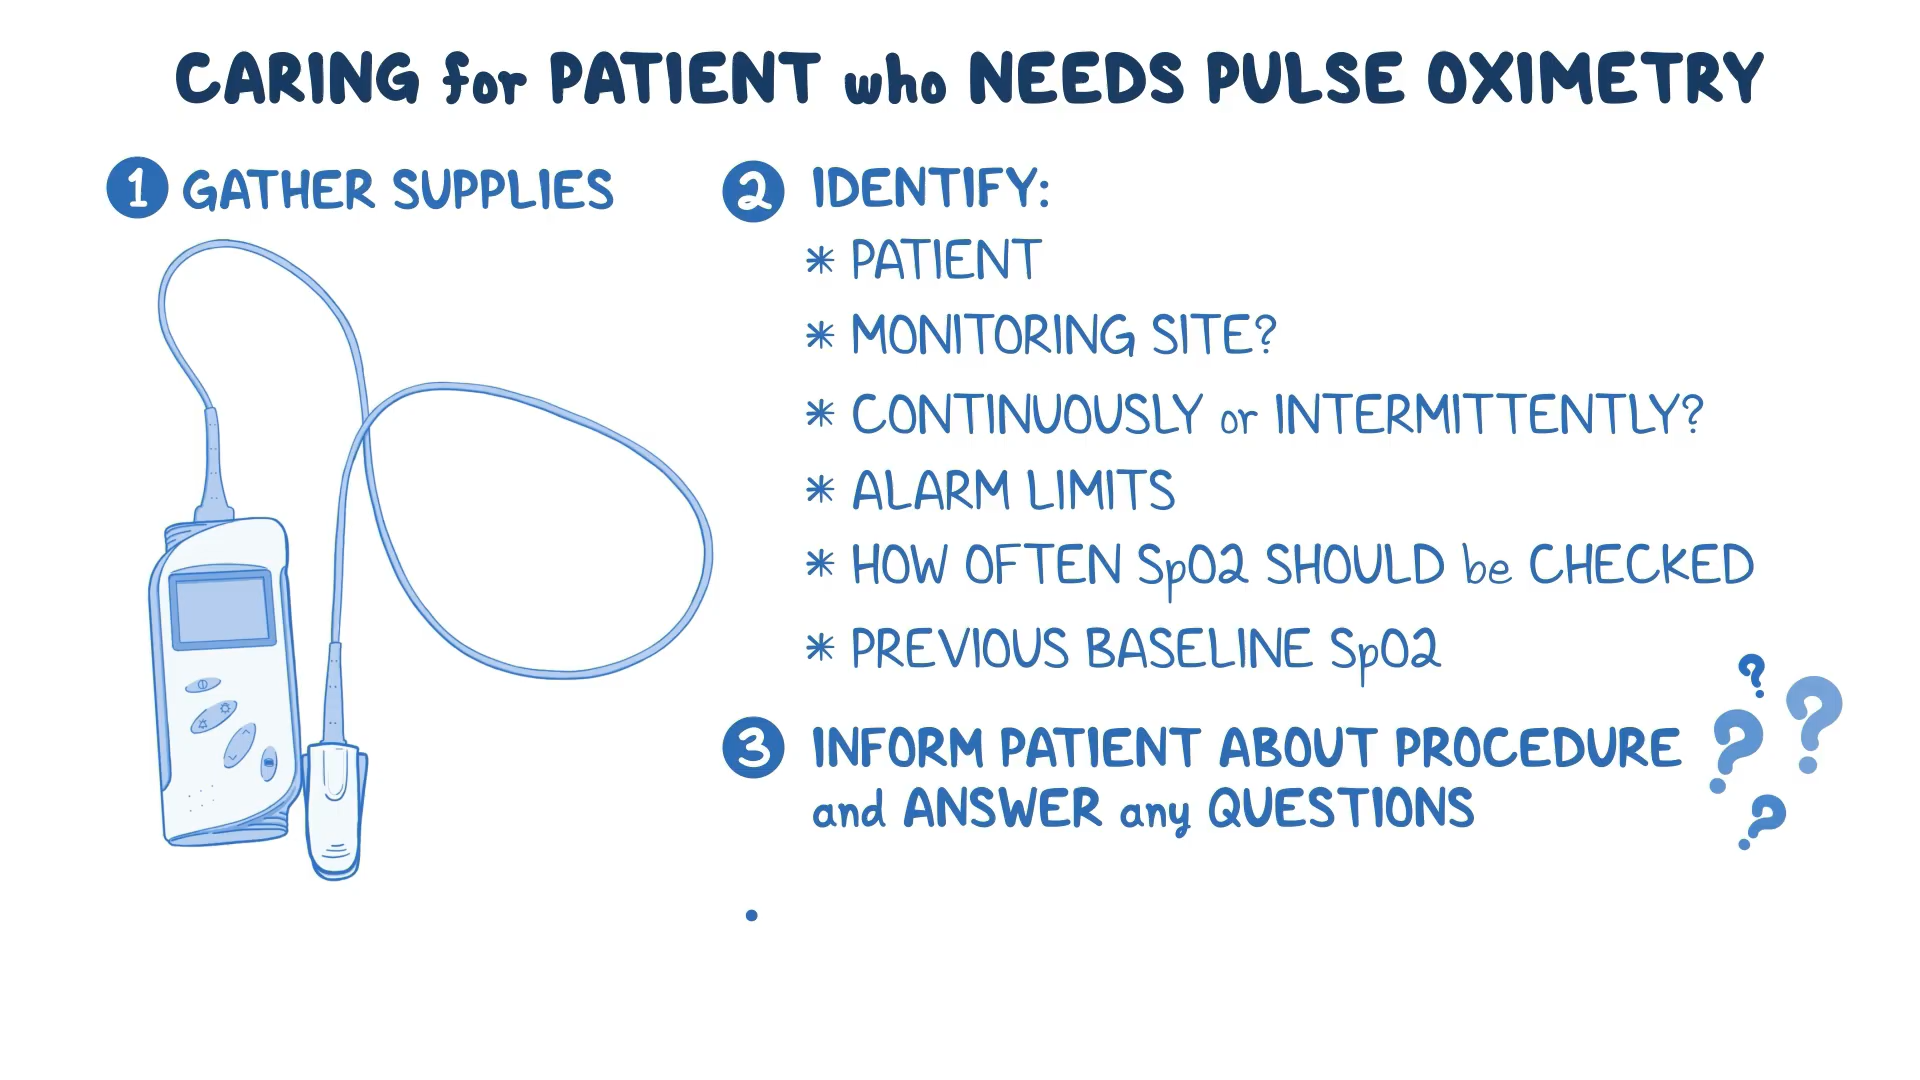 CARING for PATIENT who NEEDS PULSE OXIMETRY
1 GATHER SUPPLIES
2 IDENTIFY:
* PATIENT
* MONITORING SITE?
* CONTINUOUSLY or INTERMITTENTLY?
* ALARM LIMITS
* HOW OFTEN SpO2 SHOULD be CHECKED
* PREVIOUS BASELINE SpO2
3 INFORM PATIENT ABOUT PROCEDURE
and ANSWER any QUESTIONS
? ? ? ?